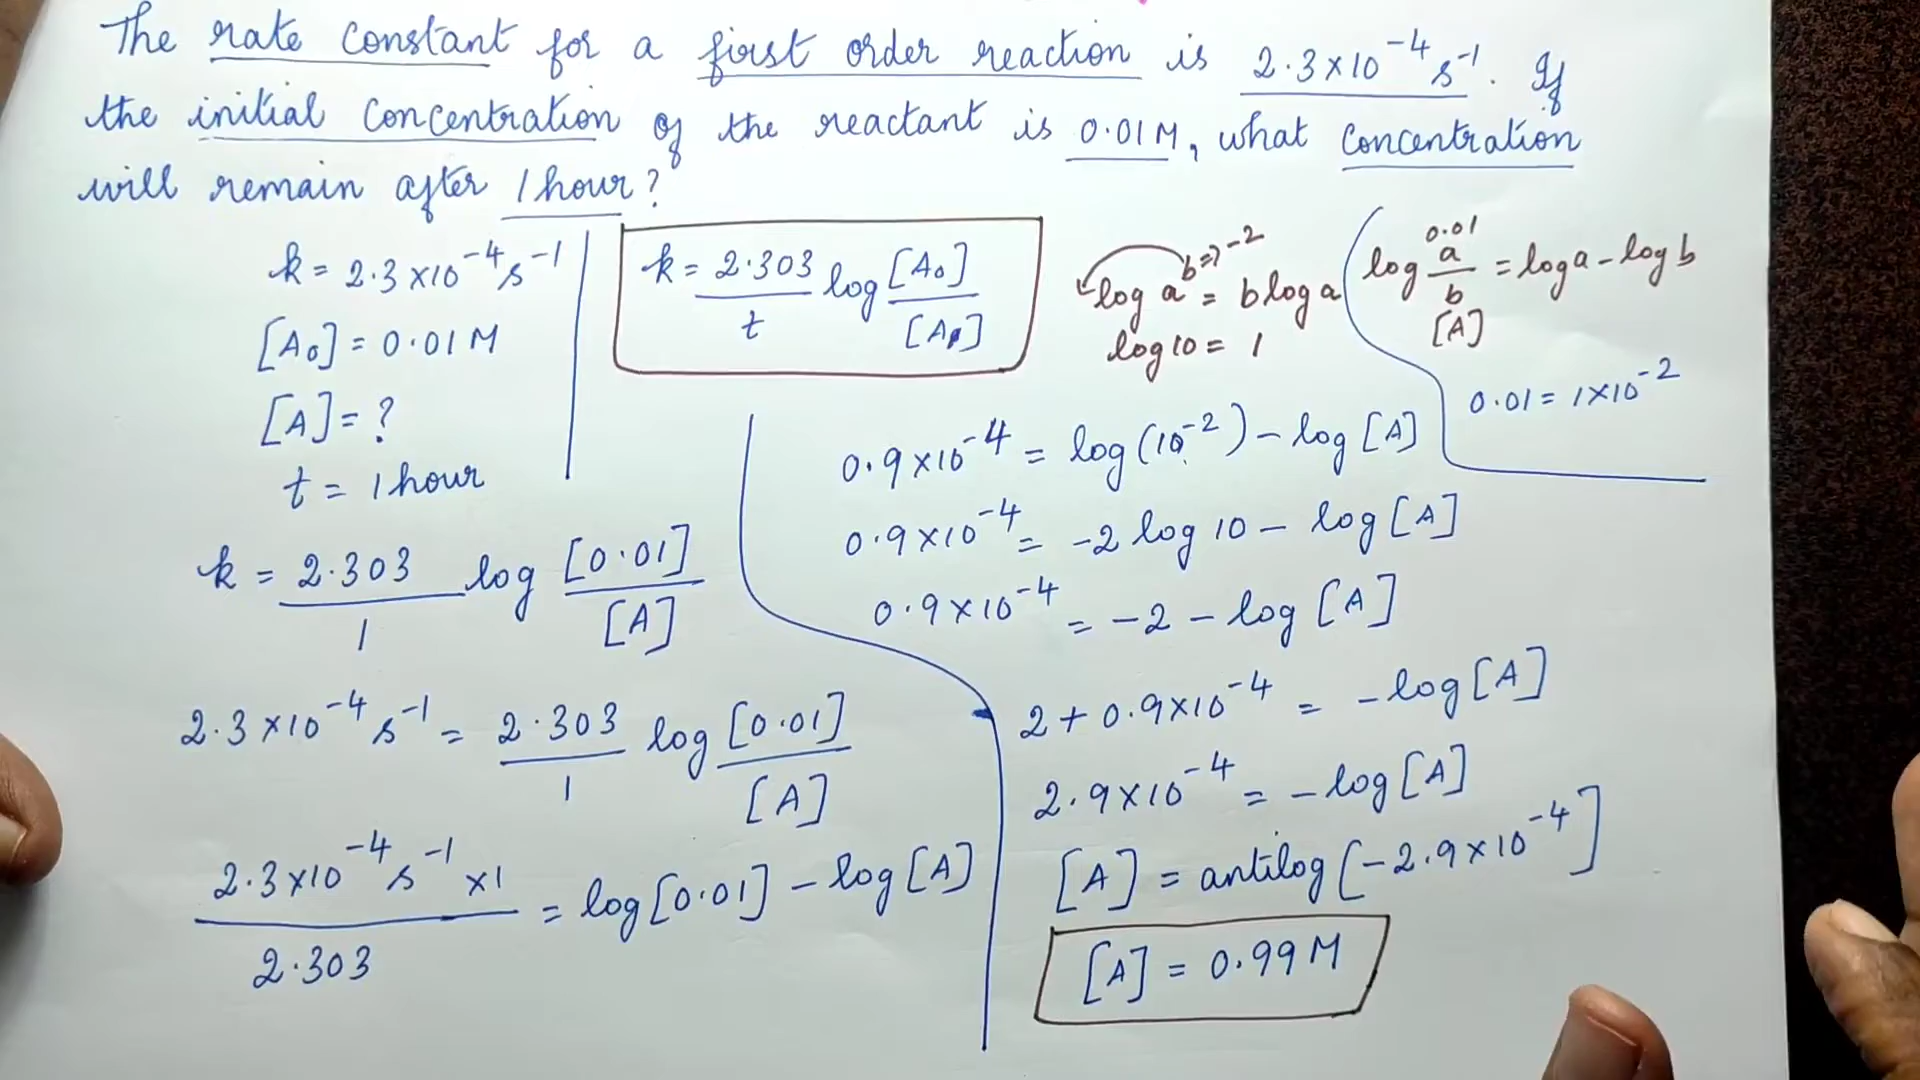 The rate constant for a first order reaction is 2.3×10⁻⁴ s⁻¹. If
the initial concentration of the reactant is 0.01M, what concentration
will remain after 1 hour?
k = 2.3×10⁻⁴ s⁻¹
[A₀] = 0.01 M
[A] = ?
t = 1 hour
k = 2.303/t log [A₀]/[A]
log aᵇ⇒⁻² = b log a
log 10 = 1
0.01
log a/b = log a - log b
[A]
0.01 = 1×10⁻²
k = 2.303/1 log [0.01]/[A]
2.3×10⁻⁴ s⁻¹ = 2.303/1 log [0.01]/[A]
2.3×10⁻⁴ s⁻¹ ×1/2.303 = log [0.01] - log [A]
0.9×10⁻⁴ = log (10⁻²) - log [A]
0.9×10⁻⁴ = -2 log 10 - log [A]
0.9×10⁻⁴ = -2 - log [A]
2 + 0.9×10⁻⁴ = - log [A]
2.9×10⁻⁴ = - log [A]
[A] = antilog [-2.9×10⁻⁴]
[A] = 0.99 M